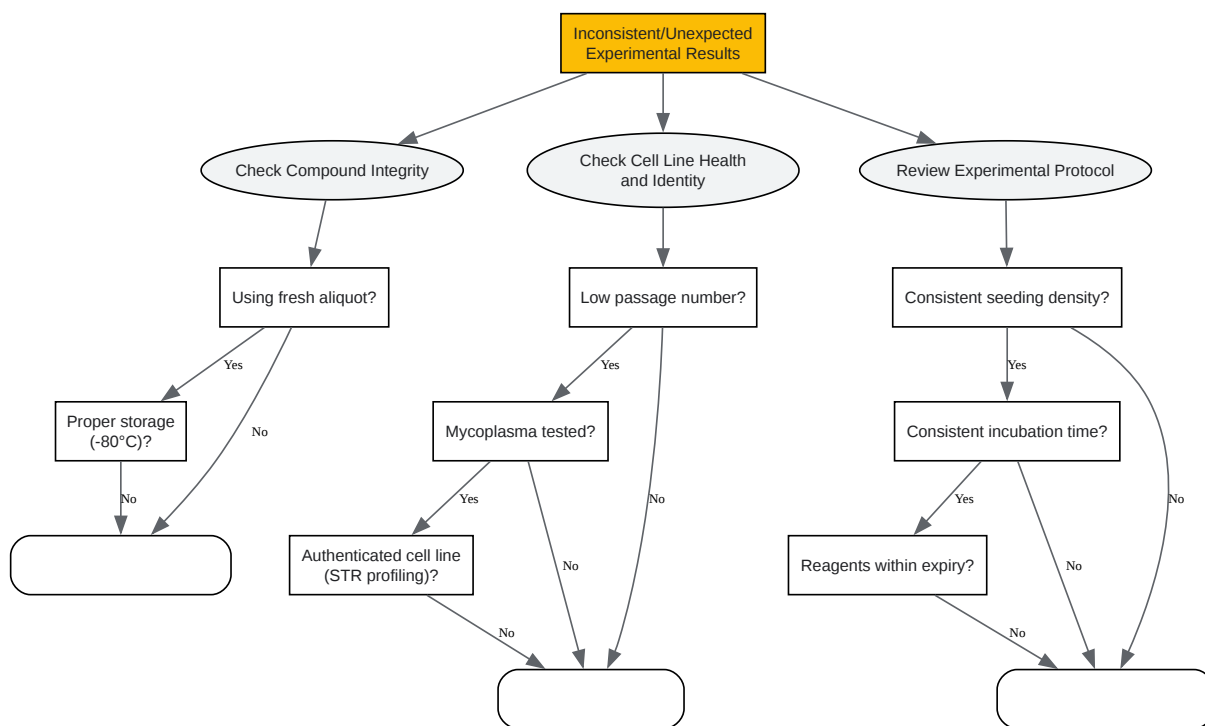 Inconsistent/Unexpected
Experimental Results
Check Compound Integrity
Check Cell Line Health
and Identity
Review Experimental Protocol
Using fresh aliquot?
Low passage number?
Consistent seeding density?
Yes
Yes
Yes
Proper storage
(-80°C)?
No
Mycoplasma tested?
Consistent incubation time?
No
Yes
No
Yes
No
Authenticated cell line
(STR profiling)?
No
Reagents within expiry?
No
No
No